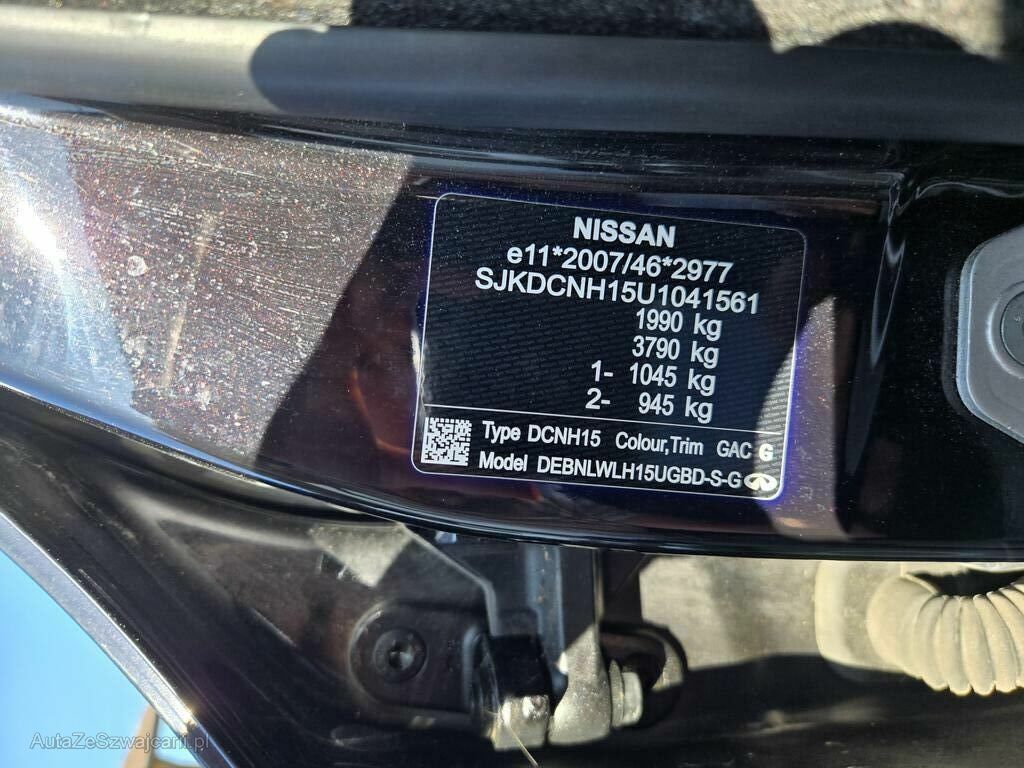 NISSAN
e11*2007/46*2977
SJKDCNH15U1041561
1990 kg
3790 kg
1- 1045 kg
2- 945 kg
Type DCNH15 Colour,Trim GAC G
Model DEBNLWLH15UGBD-S-G
AutaZeSzwajcarii.pl